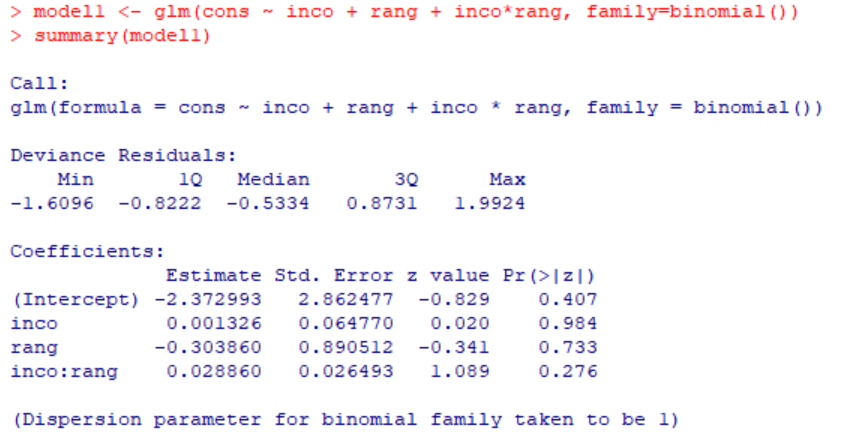 > model1 <- glm(cons ~ inco + rang + inco*rang, family=binomial())
> summary(model1)
Call:
glm(formula = cons ~ inco + rang + inco * rang, family = binomial())
Deviance Residuals:
    Min       1Q   Median       3Q      Max
-1.6096  -0.8222  -0.5334   0.8731   1.9924
Coefficients:
             Estimate Std. Error z value Pr(>|z|)
(Intercept) -2.372993   2.862477  -0.829    0.407
inco         0.001326   0.064770   0.020    0.984
rang        -0.303860   0.890512  -0.341    0.733
inco:rang    0.028860   0.026493   1.089    0.276
(Dispersion parameter for binomial family taken to be 1)